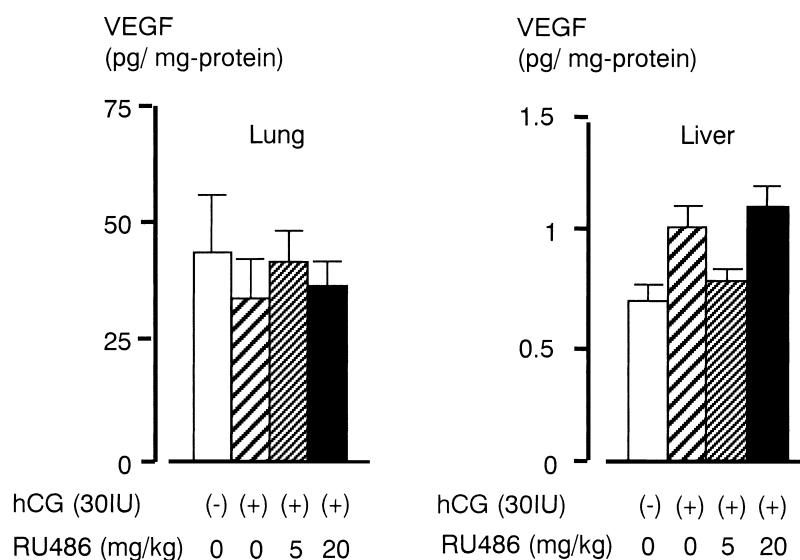 VEGF
(pg/ mg-protein)
75
50
25
0
Lung
hCG (30IU) (-) (+) (+) (+)
RU486 (mg/kg) 0 0 5 20
VEGF
(pg/ mg-protein)
1.5
1
0.5
0
Liver
hCG (30IU) (-) (+) (+) (+)
RU486 (mg/kg) 0 0 5 20